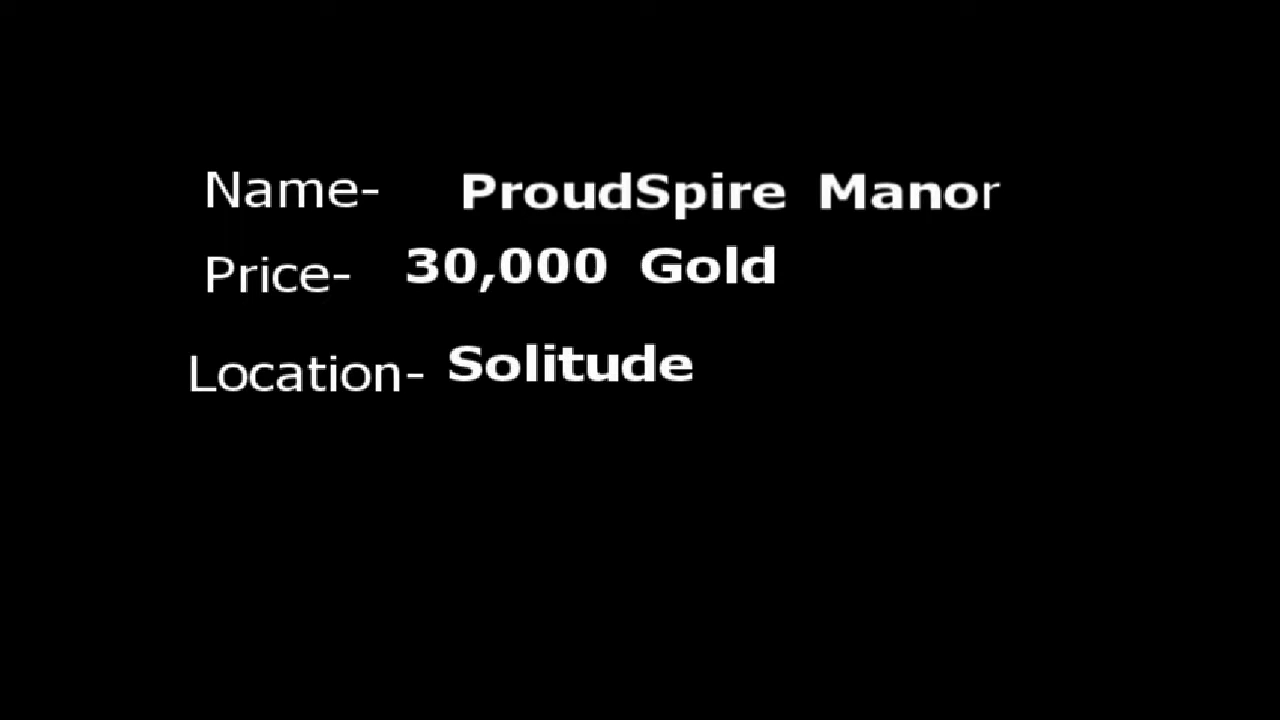 Name- ProudSpire Manor
Price- 30,000 Gold
Location- Solitude